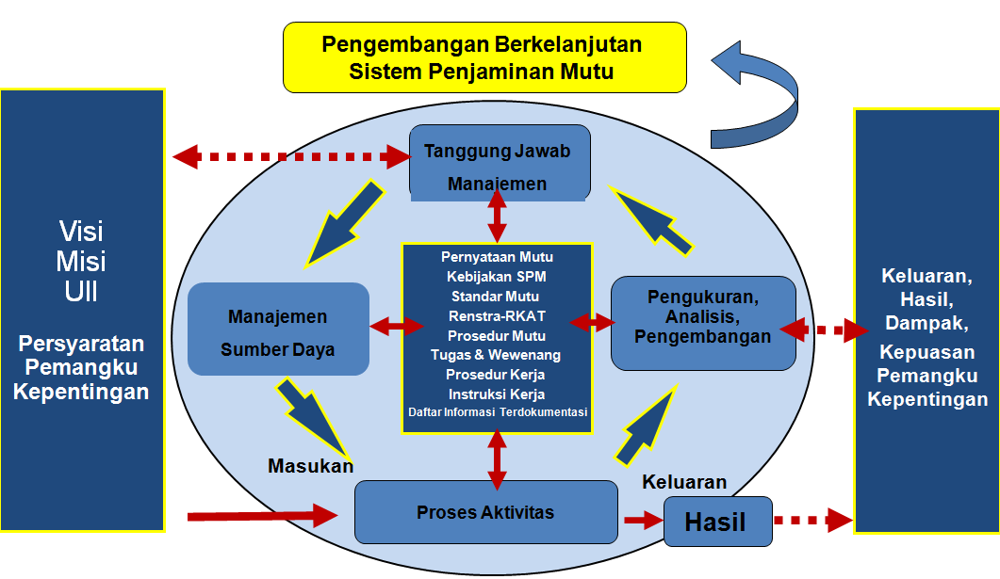 Pengembangan Berkelanjutan
Sistem Penjaminan Mutu
Visi
Misi
UII
Persyaratan
Pemangku
Kepentingan
Tanggung Jawab
Manajemen
Manajemen
Sumber Daya
Pernyataan Mutu
Kebijakan SPM
Standar Mutu
Renstra-RKAT
Prosedur Mutu
Tugas & Wewenang
Prosedur Kerja
Instruksi Kerja
Daftar Informasi Terdokumentasi
Pengukuran,
Analisis,
Pengembangan
Keluaran,
Hasil,
Dampak,
Kepuasan
Pemangku
Kepentingan
Masukan
Proses Aktivitas
Keluaran
Hasil